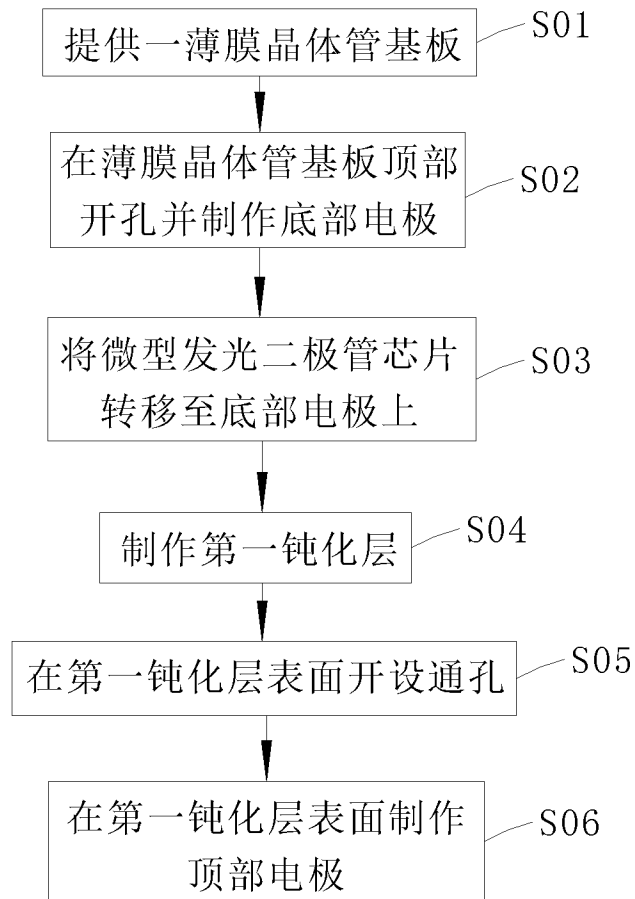 提供一薄膜晶体管基板
S01
在薄膜晶体管基板顶部
开孔并制作底部电极
S02
将微型发光二极管芯片
转移至底部电极上
S03
制作第一钝化层
S04
在第一钝化层表面开设通孔
S05
在第一钝化层表面制作
顶部电极
S06